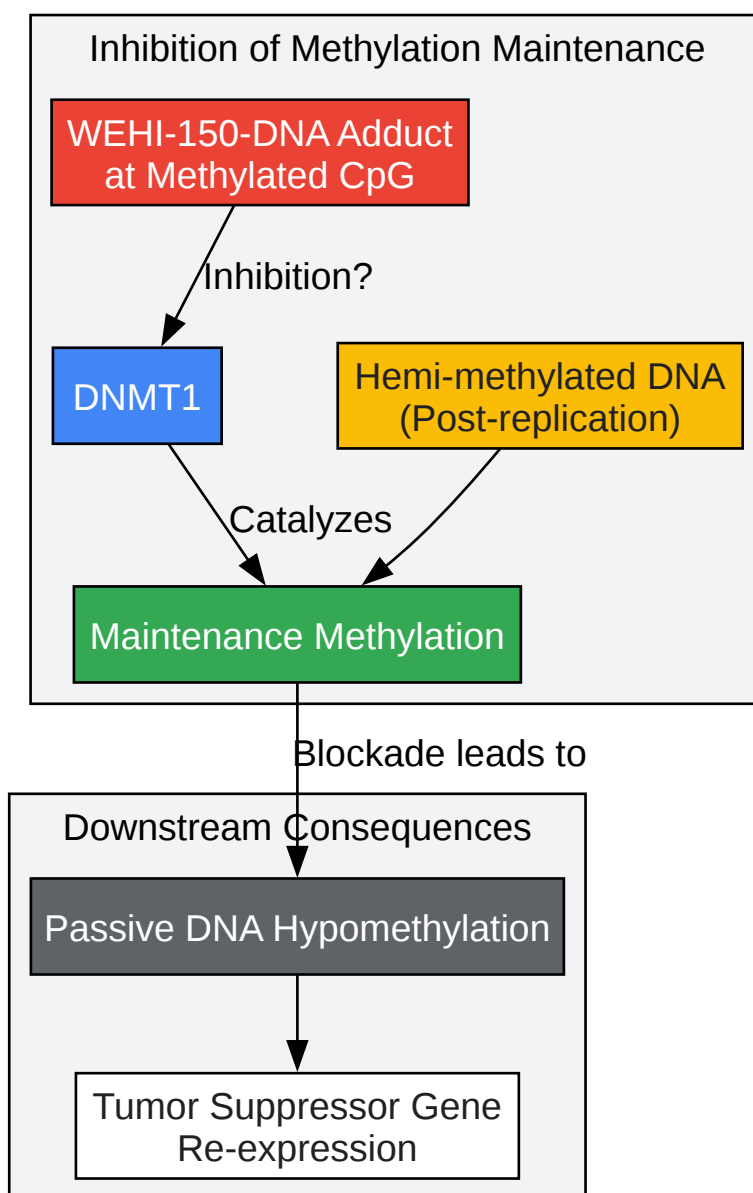 Inhibition of Methylation Maintenance
WEHI-150-DNA Adduct
at Methylated CpG
Inhibition?
DNMT1
Hemi-methylated DNA
(Post-replication)
Catalyzes
Maintenance Methylation
Blockade leads to
Downstream Consequences
Passive DNA Hypomethylation
Tumor Suppressor Gene
Re-expression